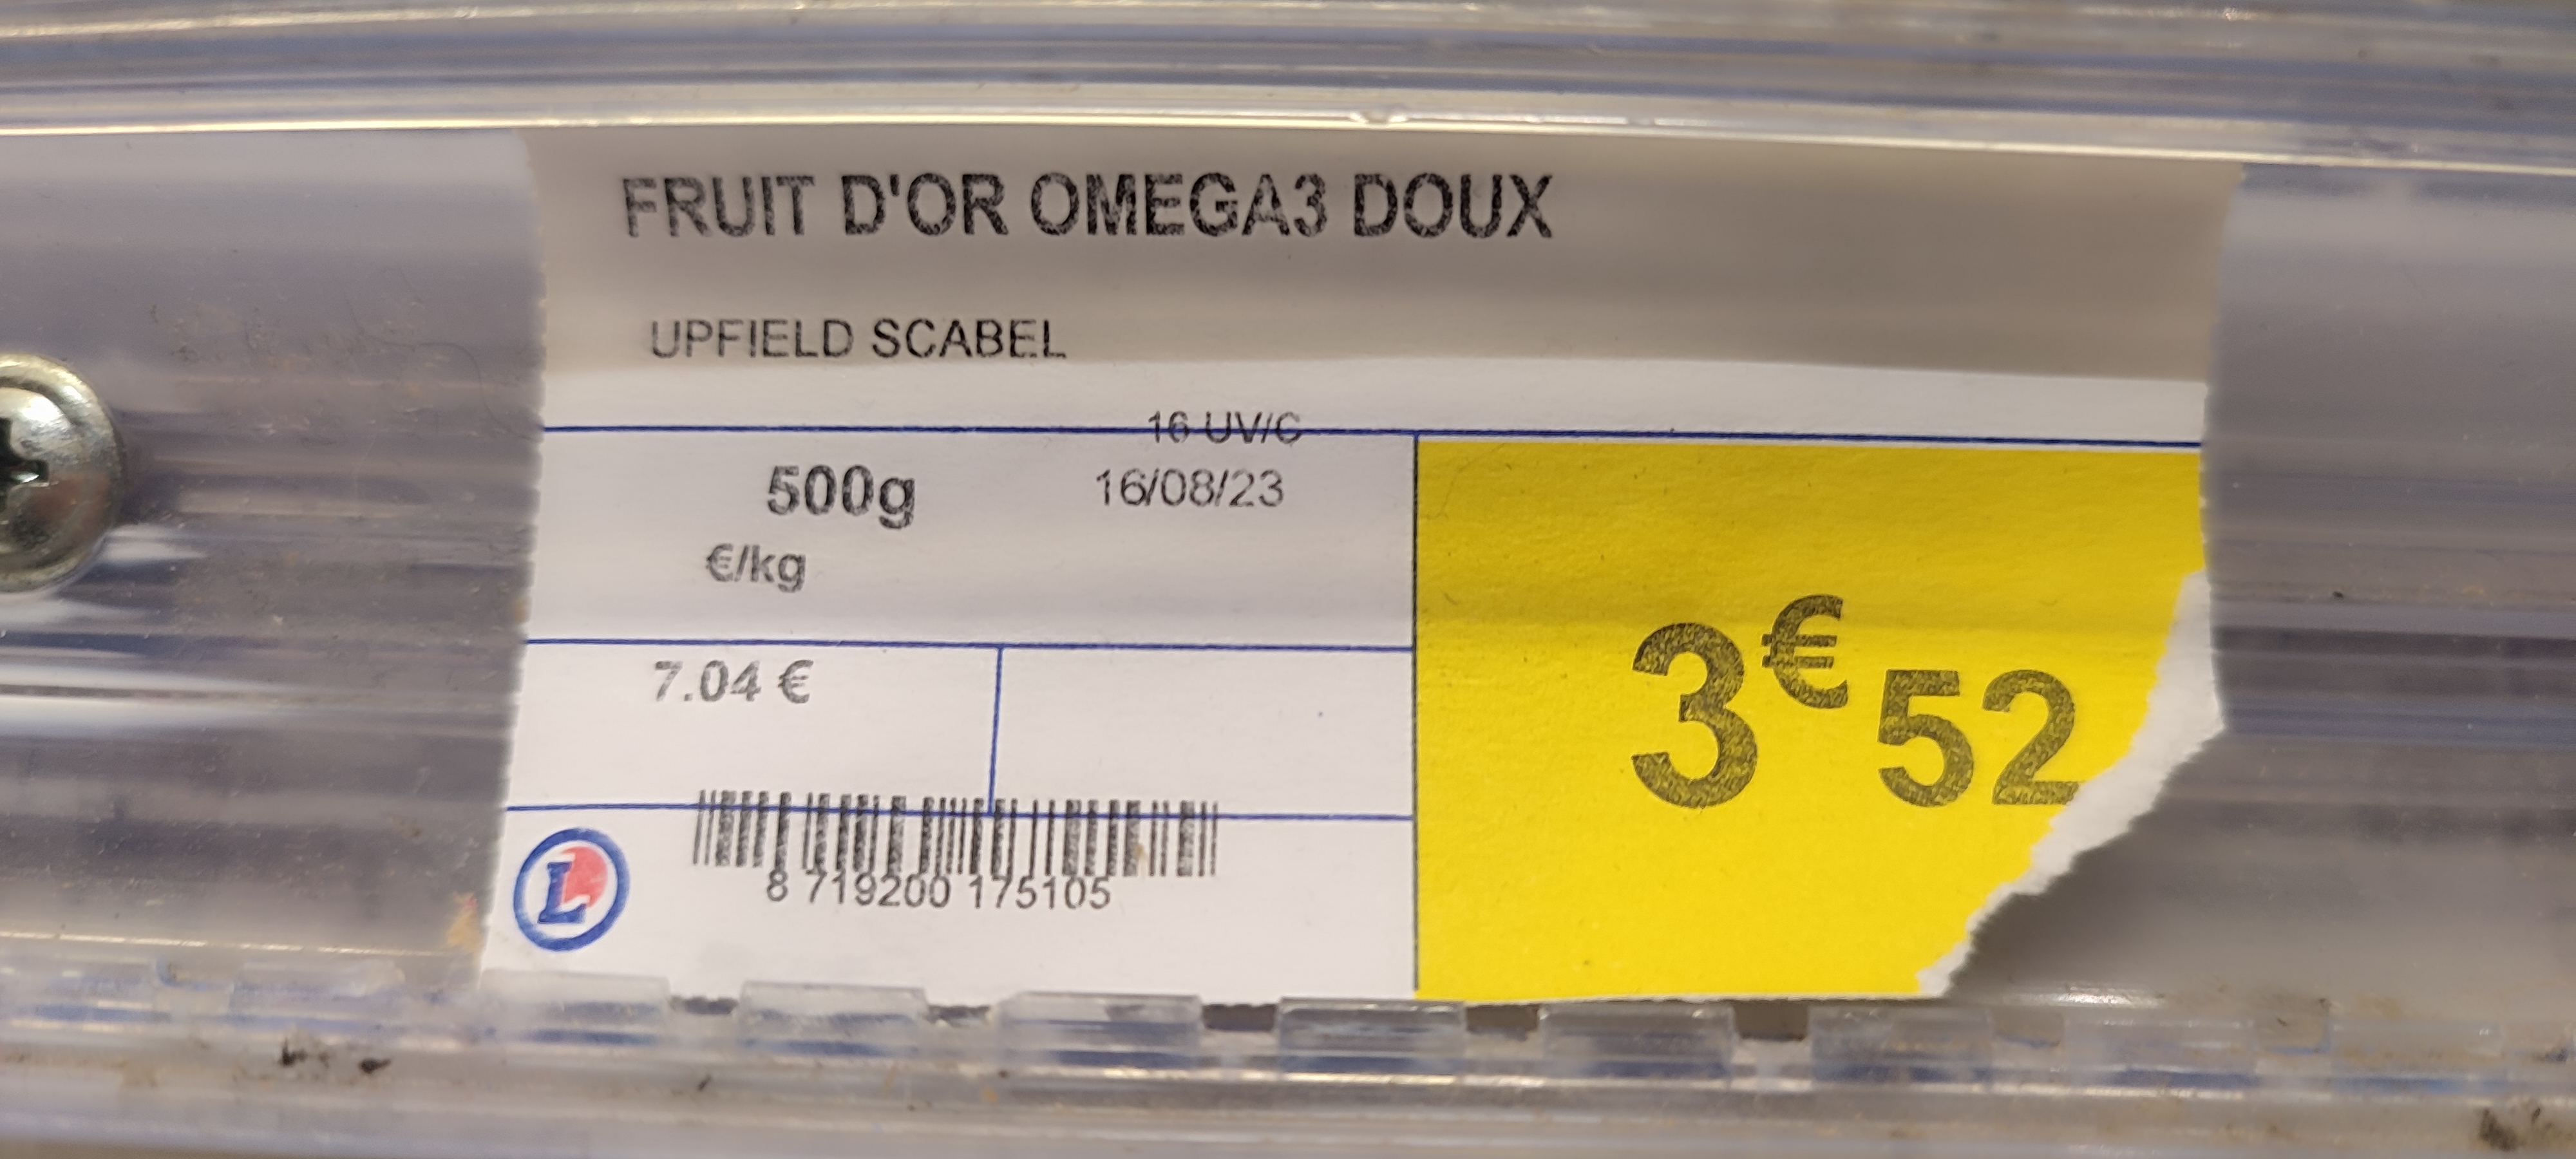 FRUIT D'OR OMEGA3 DOUX
UPFIELD SCABEL
16 UV/C
500g
16/08/23
€/kg
7.04 €
3€52
L
8 719200 175105